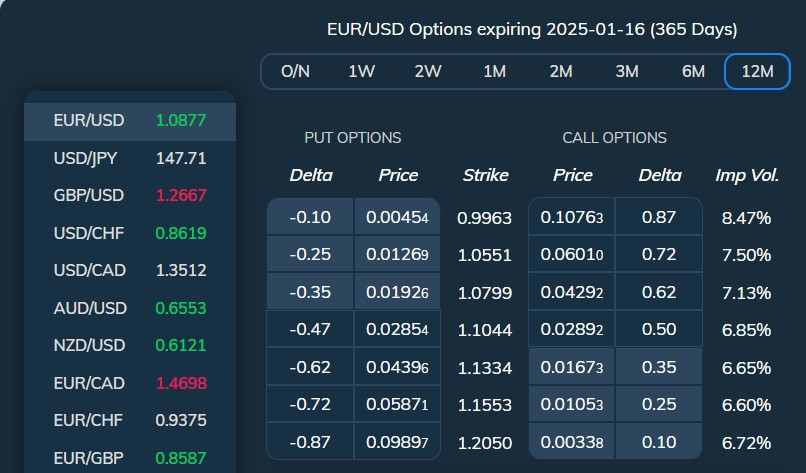 EUR/USD Options expiring 2025-01-16 (365 Days)
O/N 1W 2W 1M 2M 3M 6M 12M
EUR/USD 1.0877
USD/JPY 147.71
GBP/USD 1.2667
USD/CHF 0.8619
USD/CAD 1.3512
AUD/USD 0.6553
NZD/USD 0.6121
EUR/CAD 1.4698
EUR/CHF 0.9375
EUR/GBP 0.8587
PUT OPTIONS CALL OPTIONS
Delta Price Strike Price Delta Imp Vol.
-0.10 0.00454 0.9963 0.10763 0.87 8.47%
-0.25 0.01269 1.0551 0.06010 0.72 7.50%
-0.35 0.01926 1.0799 0.04292 0.62 7.13%
-0.47 0.02854 1.1044 0.02892 0.50 6.85%
-0.62 0.04396 1.1334 0.01673 0.35 6.65%
-0.72 0.05871 1.1553 0.01053 0.25 6.60%
-0.87 0.09897 1.2050 0.00338 0.10 6.72%